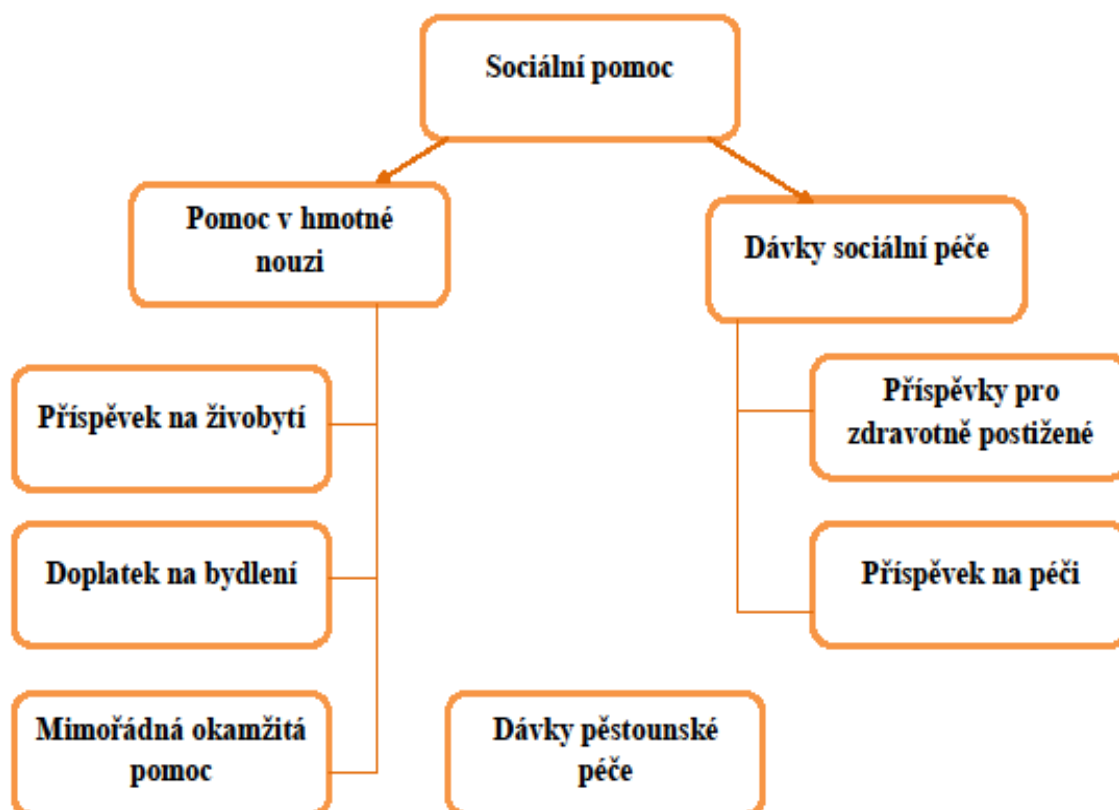 Sociální pomoc
Pomoc v hmotné
nouzi
Dávky sociální péče
Příspěvek na živobytí
Příspěvky pro
zdravotně postižené
Doplatek na bydlení
Příspěvek na péči
Mimořádná okamžitá
pomoc
Dávky pěstounské
péče